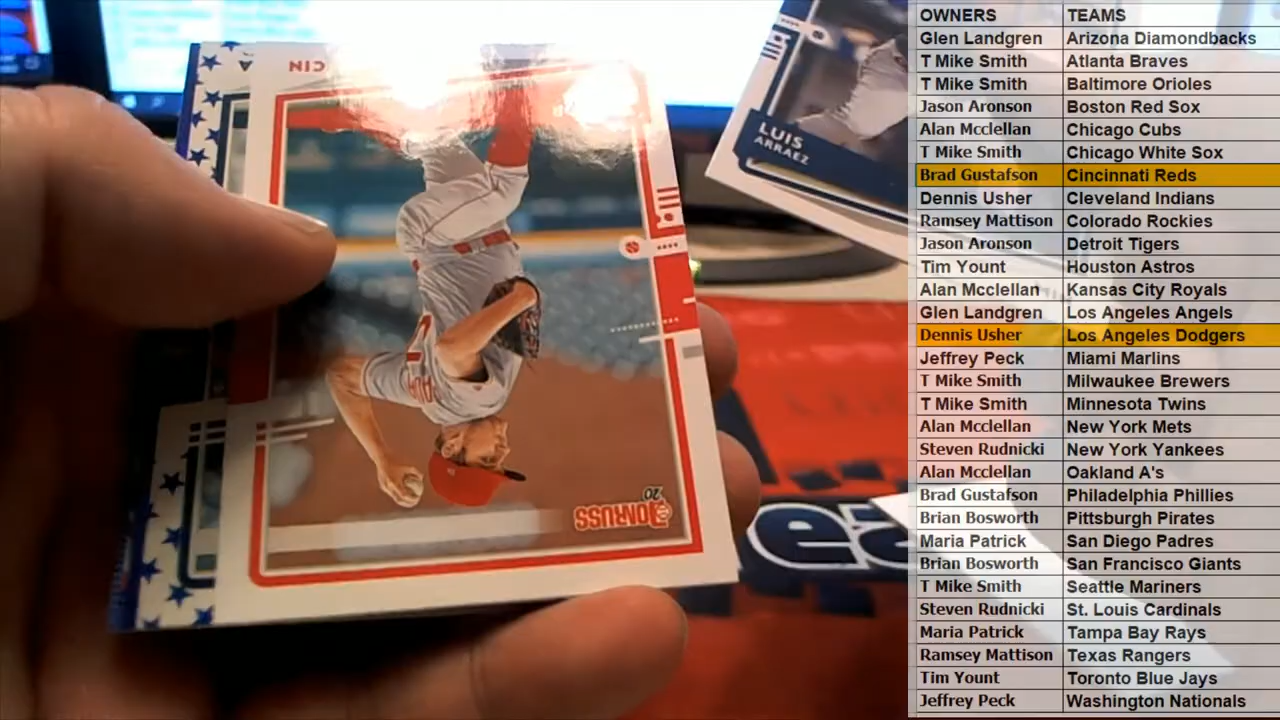 CIN
LUIS
ARRAEZ
20
DONRUSS
OWNERS TEAMS
Glen Landgren Arizona Diamondbacks
T Mike Smith Atlanta Braves
T Mike Smith Baltimore Orioles
Jason Aronson Boston Red Sox
Alan Mcclellan Chicago Cubs
T Mike Smith Chicago White Sox
Brad Gustafson Cincinnati Reds
Dennis Usher Cleveland Indians
Ramsey Mattison Colorado Rockies
Jason Aronson Detroit Tigers
Tim Yount Houston Astros
Alan Mcclellan Kansas City Royals
Glen Landgren Los Angeles Angels
Dennis Usher Los Angeles Dodgers
Jeffrey Peck Miami Marlins
T Mike Smith Milwaukee Brewers
T Mike Smith Minnesota Twins
Alan Mcclellan New York Mets
Steven Rudnicki New York Yankees
Alan Mcclellan Oakland A's
Brad Gustafson Philadelphia Phillies
Brian Bosworth Pittsburgh Pirates
Maria Patrick San Diego Padres
Brian Bosworth San Francisco Giants
T Mike Smith Seattle Mariners
Steven Rudnicki St. Louis Cardinals
Maria Patrick Tampa Bay Rays
Ramsey Mattison Texas Rangers
Tim Yount Toronto Blue Jays
Jeffrey Peck Washington Nationals